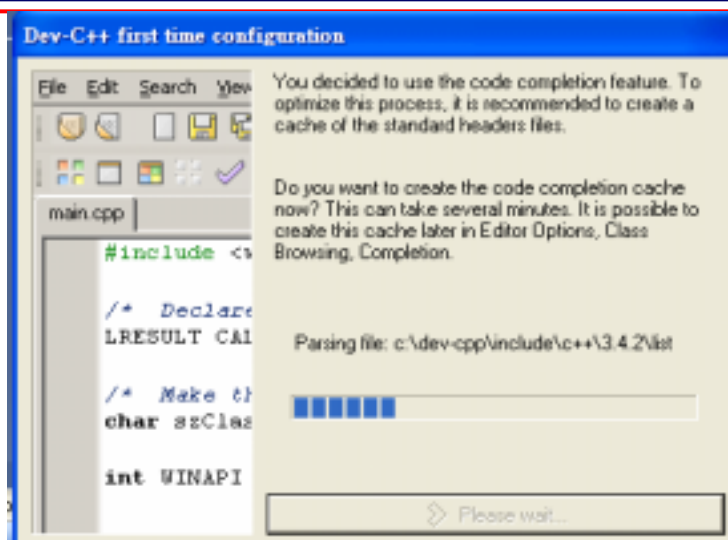 Dev-C++ first time configuration
File Edit Search View
main.cpp
#include <w
/* Declare
LRESULT CAL
/* Make th
char szClas
int WINAPI
You decided to use the code completion feature. To
optimize this process, it is recommended to create a
cache of the standard headers files.
Do you want to create the code completion cache
now? This can take several minutes. It is possible to
create this cache later in Editor Options, Class
Browsing, Completion.
Parsing file: c:\dev-cpp\include\c++\3.4.2\list
Please wait...